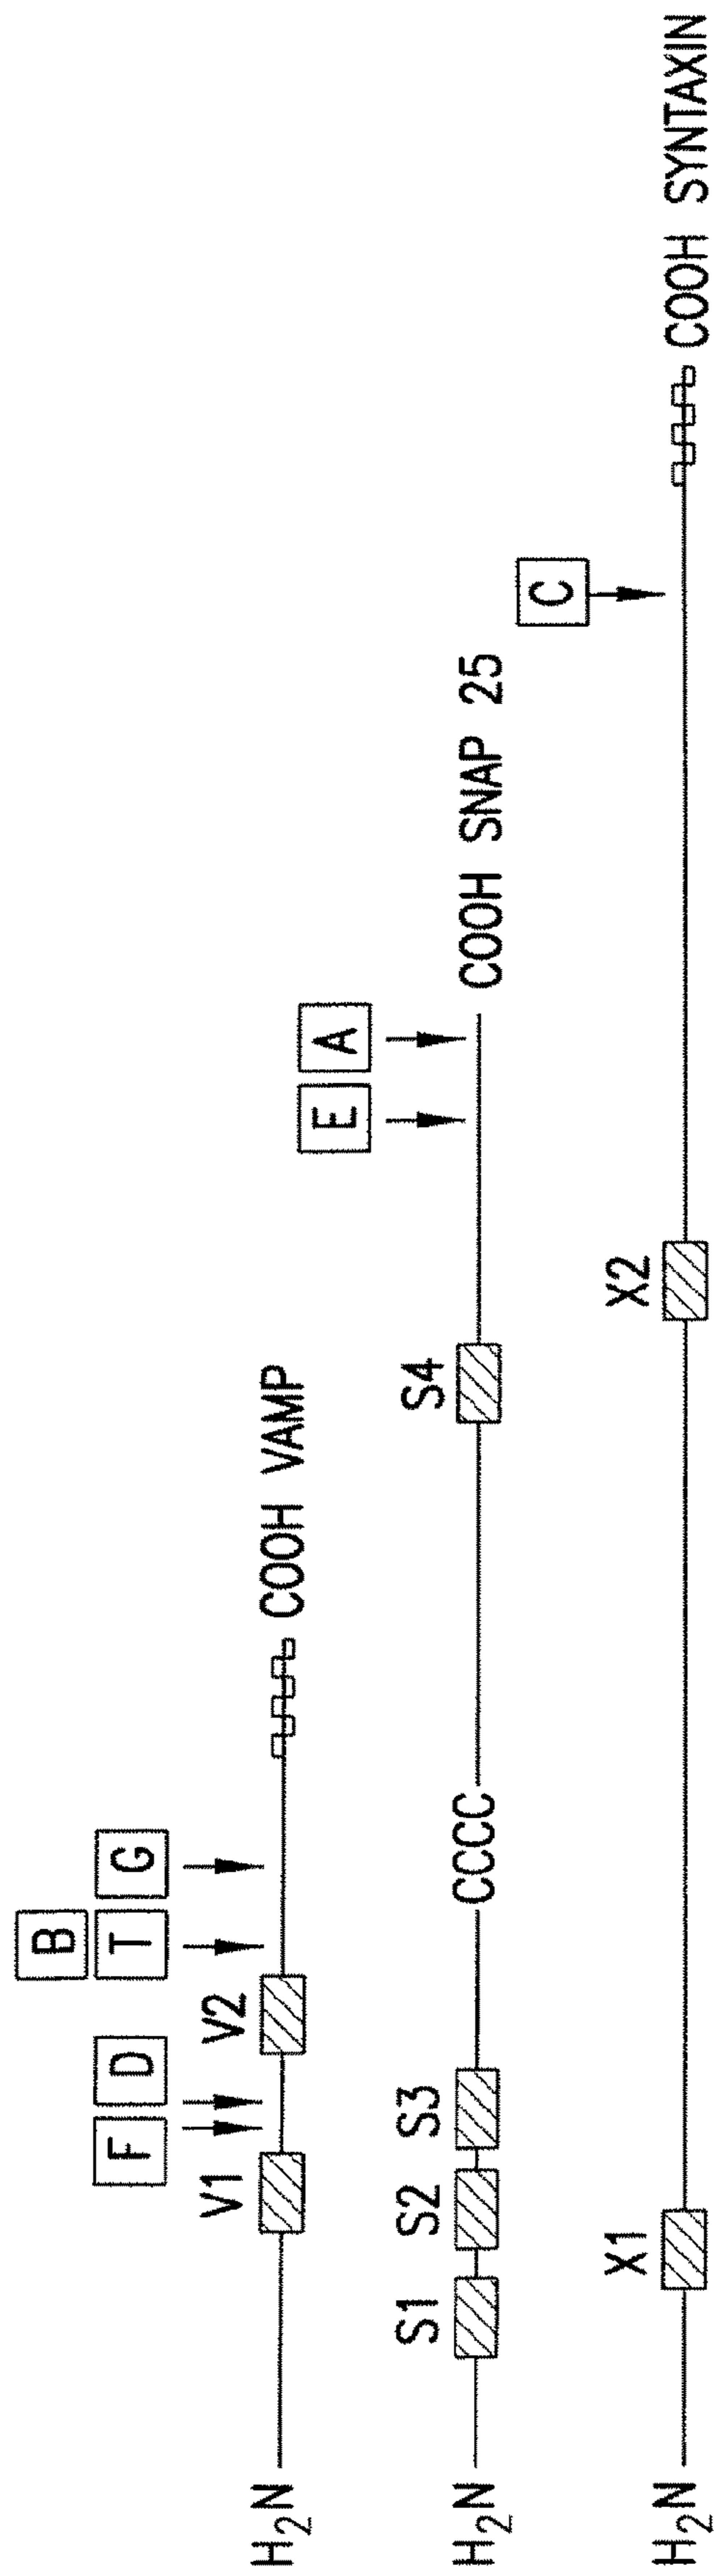 B
F D T G
V1 V2
H2N COOH VAMP
E A
S1 S2 S3 S4
H2N CCCC COOH SNAP 25
C
X1 X2
H2N COOH SYNTAXIN